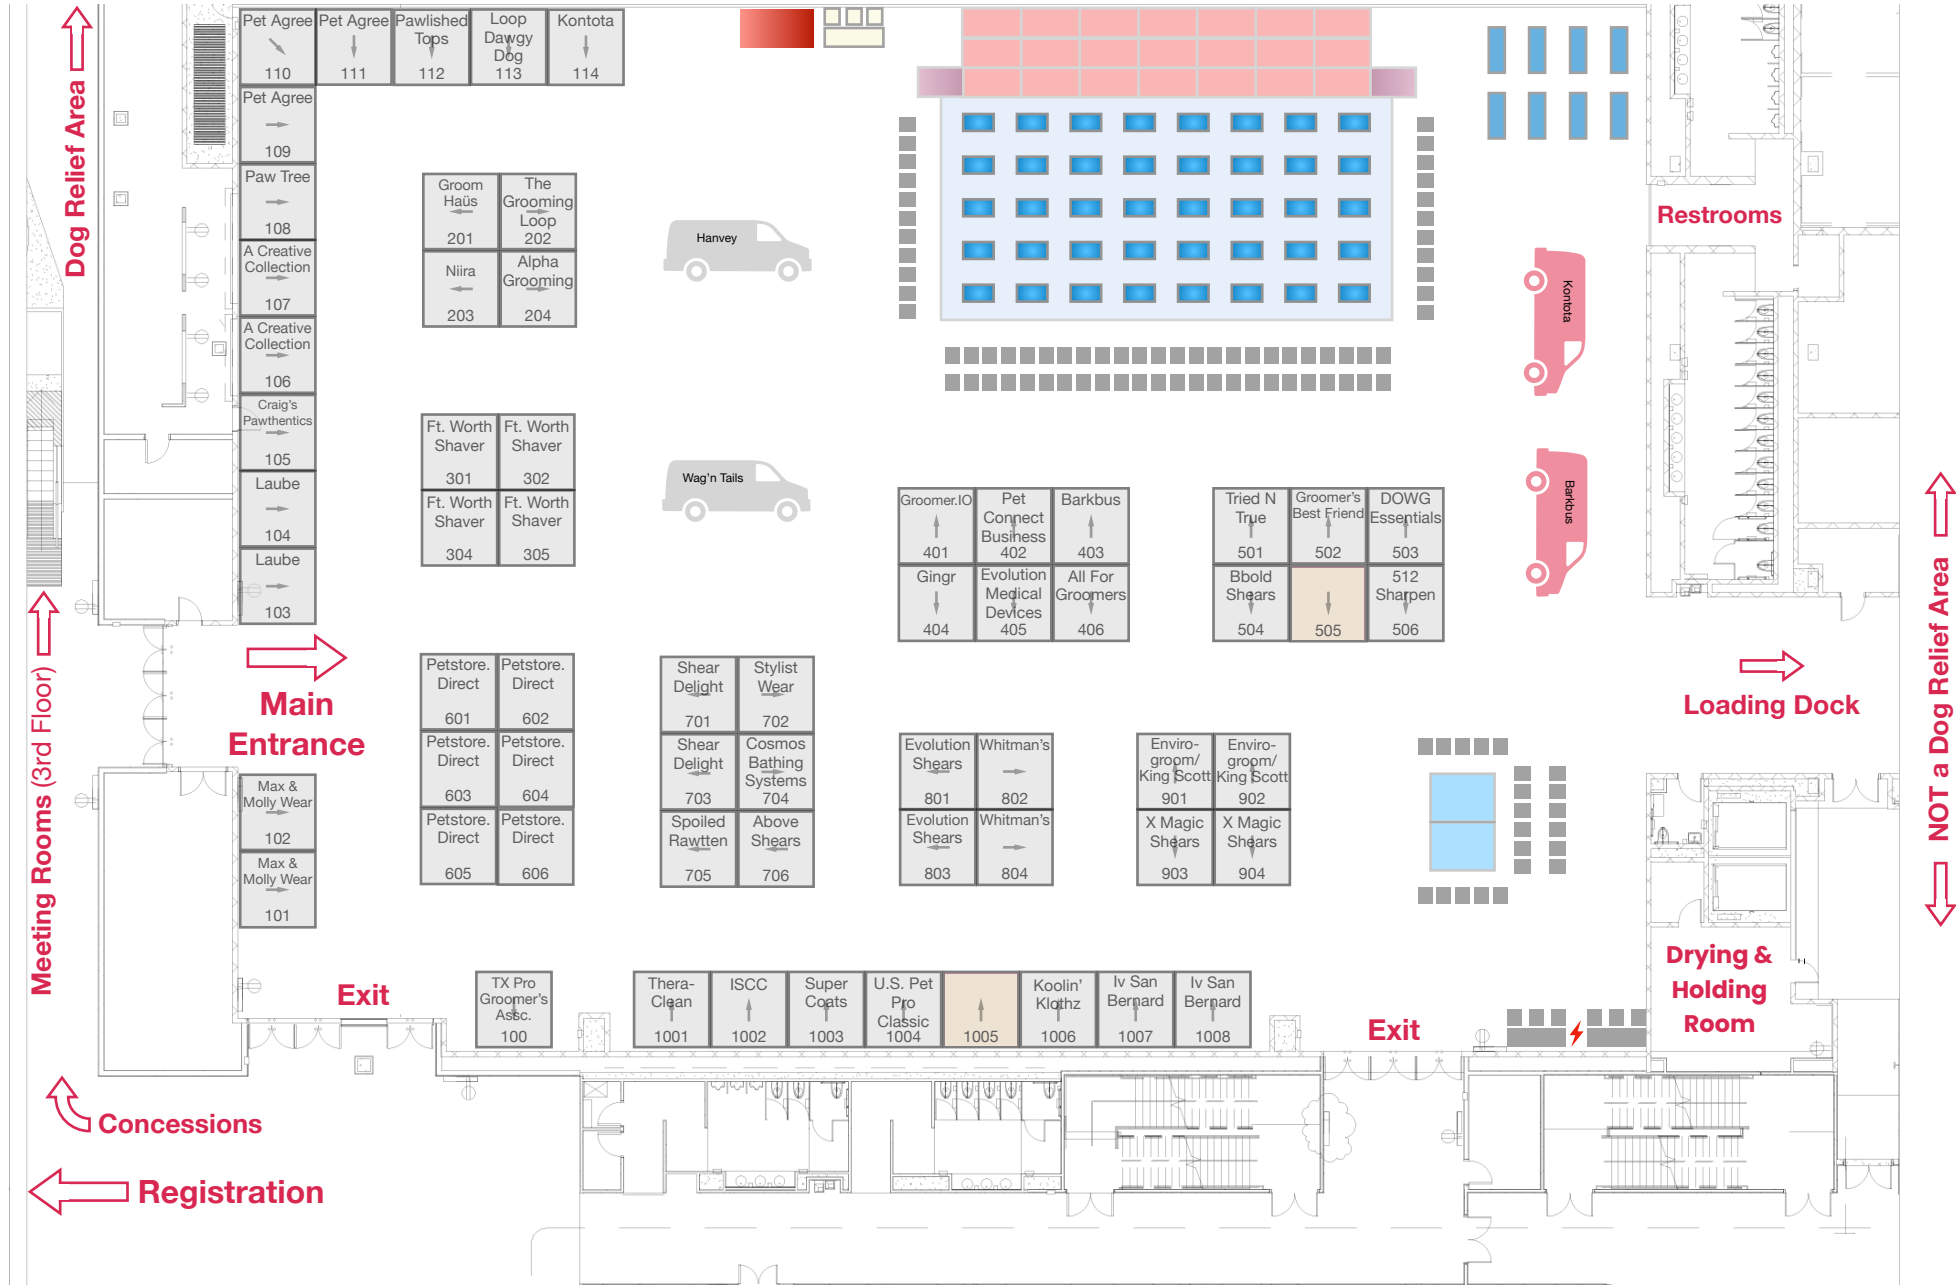 Dog Relief Area
Pet Agree
110
Pet Agree
111
Pawlished
Tops
112
Loop
Dawgy
Dog
113
Kontota
114
Pet Agree
109
Paw Tree
108
A Creative
Collection
107
A Creative
Collection
106
Craig's
Pawthentics
105
Laube
104
Laube
103
Groom
Haüs
201
The
Grooming
Loop
202
Niira
203
Alpha
Grooming
204
Hanvey
Restrooms
Kontota
Ft. Worth
Shaver
301
Ft. Worth
Shaver
302
Ft. Worth
Shaver
304
Ft. Worth
Shaver
305
Wag'n Tails
Barkbus
Groomer.IO
401
Pet
Connect
Business
402
Barkbus
403
Gingr
404
Evolution
Medical
Devices
405
All For
Groomers
406
Tried N
True
501
Groomer's
Best Friend
502
DOWG
Essentials
503
Bbold
Shears
504
505
512
Sharpen
506
Meeting Rooms (3rd Floor)
Main
Entrance
Petstore.
Direct
601
Petstore.
Direct
602
Petstore.
Direct
603
Petstore.
Direct
604
Petstore.
Direct
605
Petstore.
Direct
606
Shear
Delight
701
Stylist
Wear
702
Shear
Delight
703
Cosmos
Bathing
Systems
704
Spoiled
Rawtten
705
Above
Shears
706
Evolution
Shears
801
Whitman's
802
Evolution
Shears
803
Whitman's
804
Enviro-
groom/
King Scott
901
Enviro-
groom/
King Scott
902
X Magic
Shears
903
X Magic
Shears
904
Loading Dock
NOT a Dog Relief Area
Max &
Molly Wear
102
Max &
Molly Wear
101
Exit
TX Pro
Groomer's
Assc.
100
Thera-
Clean
1001
ISCC
1002
Super
Coats
1003
U.S. Pet
Pro
Classic
1004
1005
Koolin'
Klothz
1006
Iv San
Bernard
1007
Iv San
Bernard
1008
Exit
Drying &
Holding
Room
Concessions
Registration